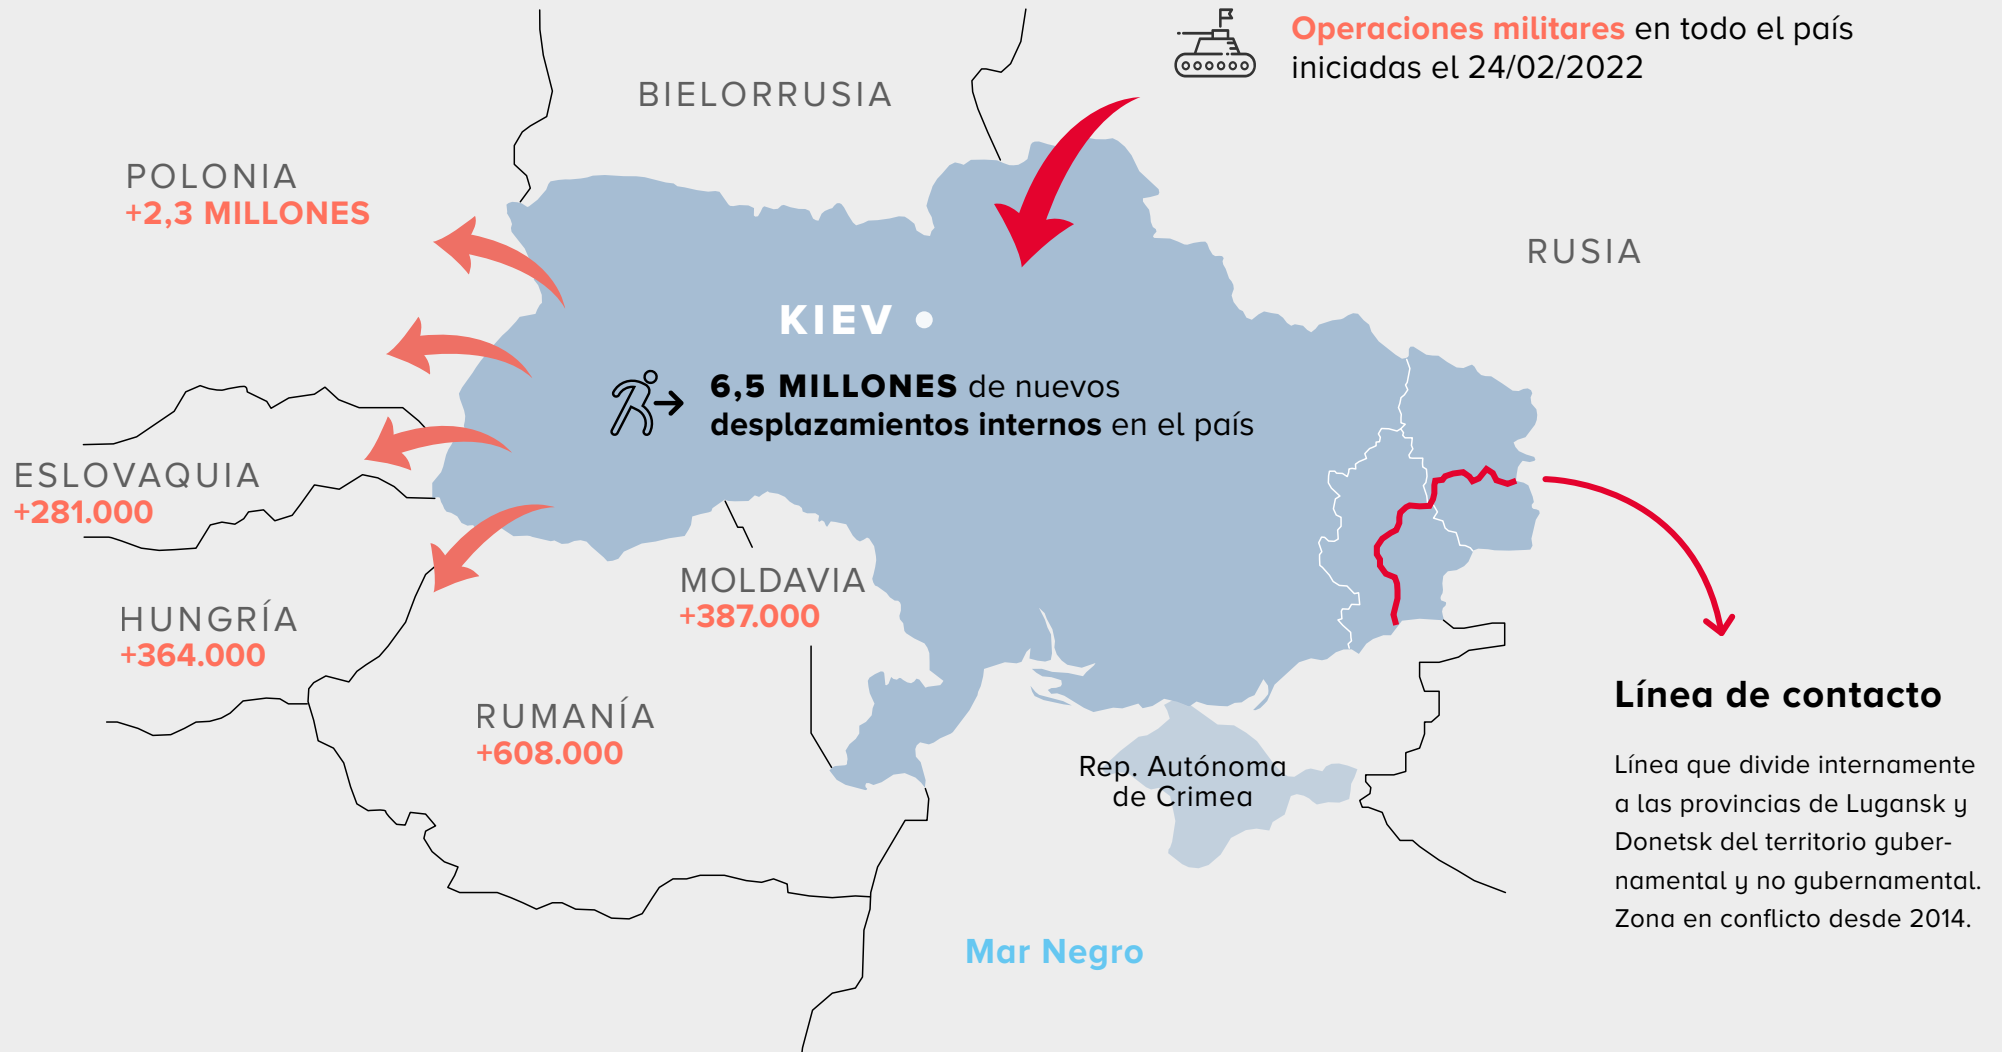 Operaciones militares en todo el país
iniciadas el 24/02/2022
BIELORRUSIA
POLONIA
+2,3 MILLONES
RUSIA
KIEV
6,5 MILLONES de nuevos
desplazamientos internos en el país
ESLOVAQUIA
+281.000
MOLDAVIA
+387.000
HUNGRÍA
+364.000
RUMANÍA
+608.000
Rep. Autónoma
de Crimea
Línea de contacto
Línea que divide internamente
a las provincias de Lugansk y
Donetsk del territorio guber-
namental y no gubernamental.
Zona en conflicto desde 2014.
Mar Negro